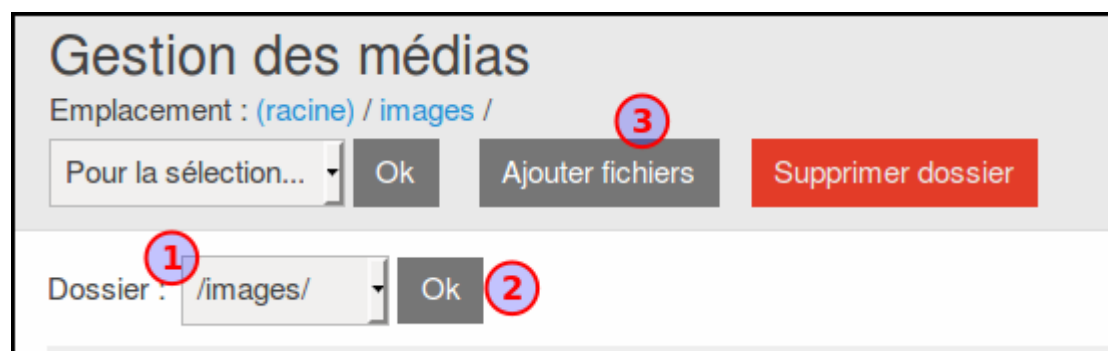 Gestion des médias
Emplacement : (racine) / images /
3
Pour la sélection... Ok Ajouter fichiers Supprimer dossier
1
Dossier : /images/ Ok 2